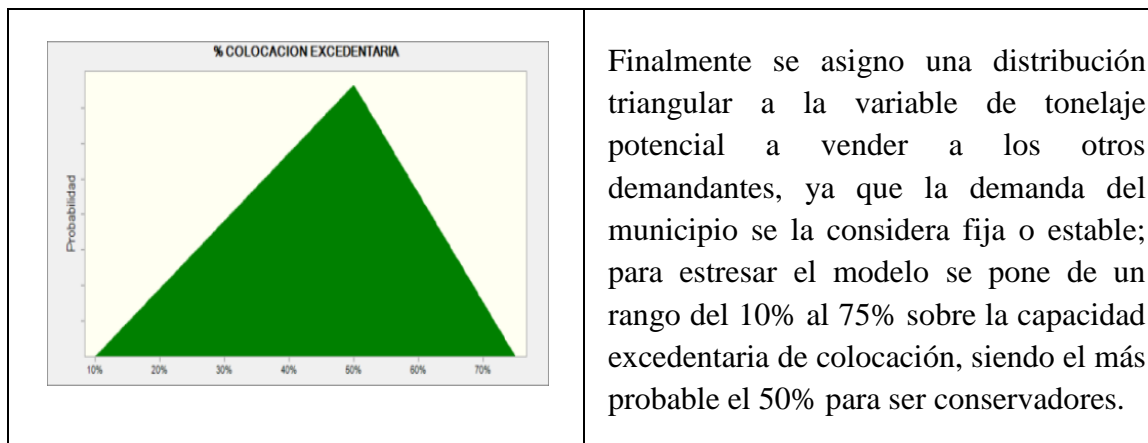 % COLOCACION EXCEDENTARIA
Probabilidad
10% 20% 30% 40% 50% 60% 70%
Finalmente se asigno una distribución
triangular a la variable de tonelaje
potencial a vender a los otros
demandantes, ya que la demanda del
municipio se la considera fija o estable;
para estresar el modelo se pone de un
rango del 10% al 75% sobre la capacidad
excedentaria de colocación, siendo el más
probable el 50% para ser conservadores.